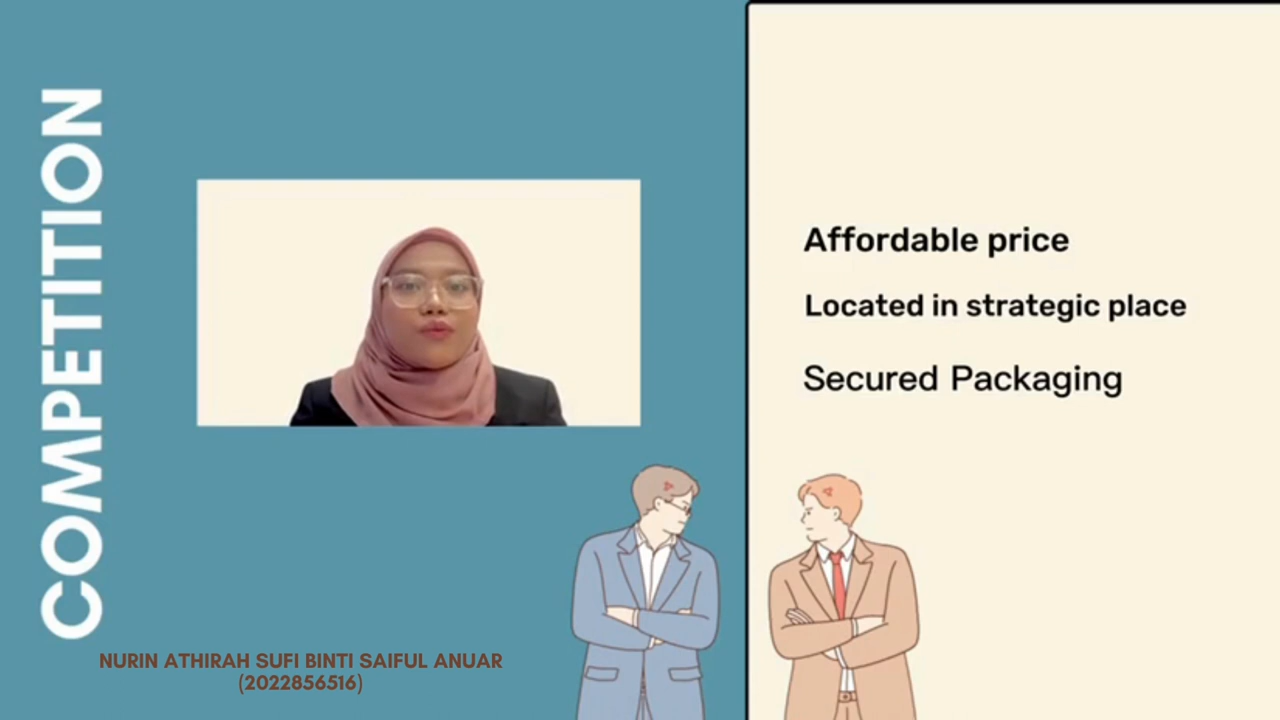 COMPETITION
NURIN ATHIRAH SUFI BINTI SAIFUL ANUAR
(2022856516)
Affordable price
Located in strategic place
Secured Packaging